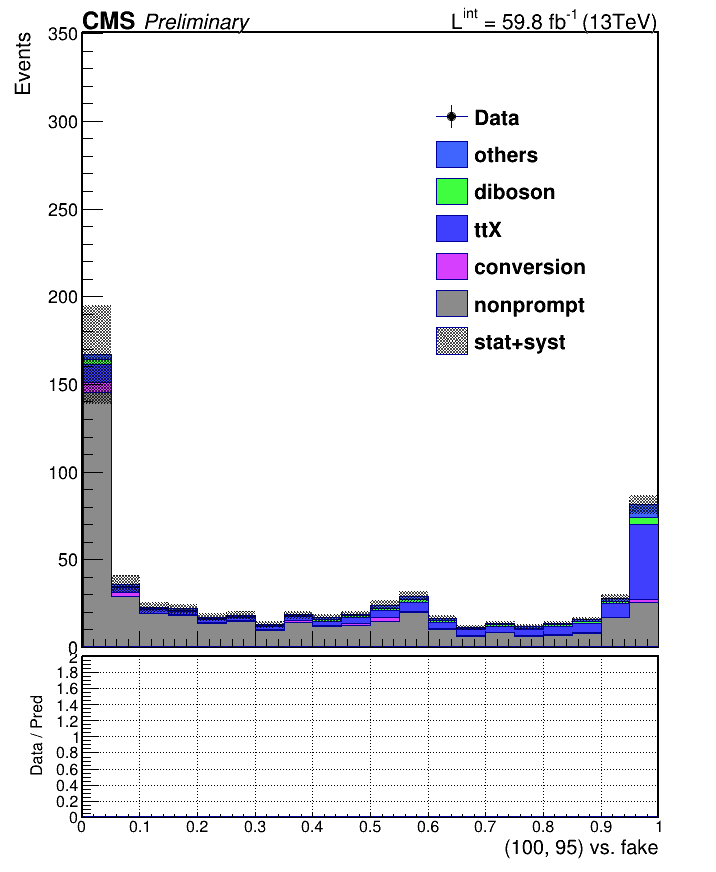 CMS Preliminary L^int = 59.8 fb^-1 (13TeV)
Events
350
300
250
200
150
100
50
0
Data
others
diboson
ttX
conversion
nonprompt
stat+syst
Data / Pred
2
1.8
1.6
1.4
1.2
1
0.8
0.6
0.4
0.2
0
0 0.1 0.2 0.3 0.4 0.5 0.6 0.7 0.8 0.9 1
(100, 95) vs. fake